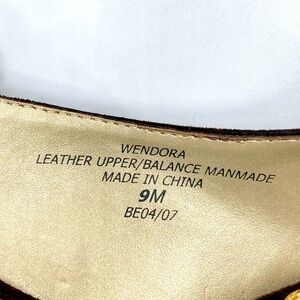 WENDORA
LEATHER UPPER/BALANCE MANMADE
MADE IN CHINA
9M
BE04/07